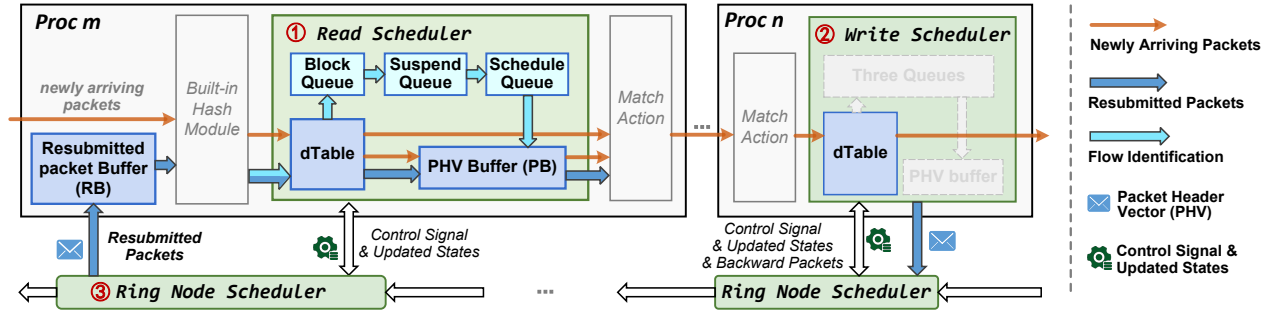 Proc m
① Read Scheduler
newly arriving
packets
Resubmitted
packet Buffer
(RB)
Built-in
Hash
Module
Block
Queue
Suspend
Queue
Schedule
Queue
dTable
PHV Buffer (PB)
Match
Action
...
Proc n
② Write Scheduler
Match
Action
Three Queues
dTable
PHV buffer
Resubmitted
Packets
Control Signal
& Updated States
Control Signal
& Updated States
& Backward Packets
③ Ring Node Scheduler
...
Ring Node Scheduler
Newly Arriving Packets
Resubmitted Packets
Flow Identification
Packet Header
Vector (PHV)
Control Signal &
Updated States